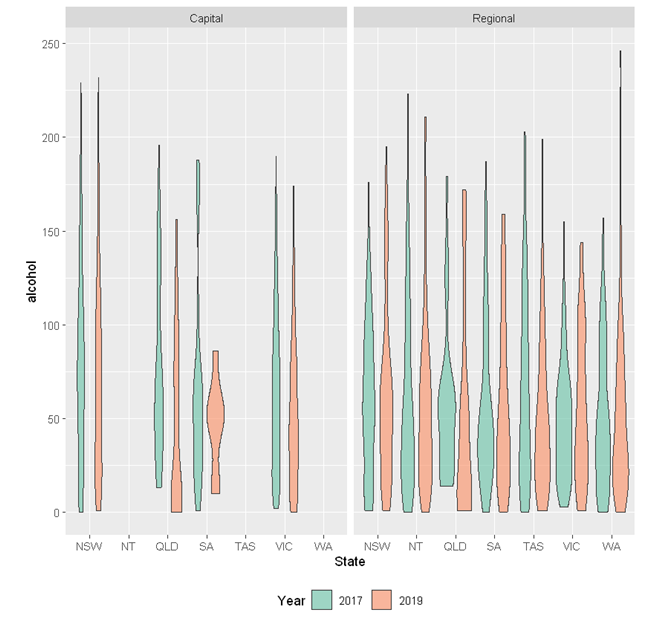 Capital Regional
250
200
150
100
50
0
alcohol
NSW NT QLD SA TAS VIC WA NSW NT QLD SA TAS VIC WA
State
Year 2017 2019